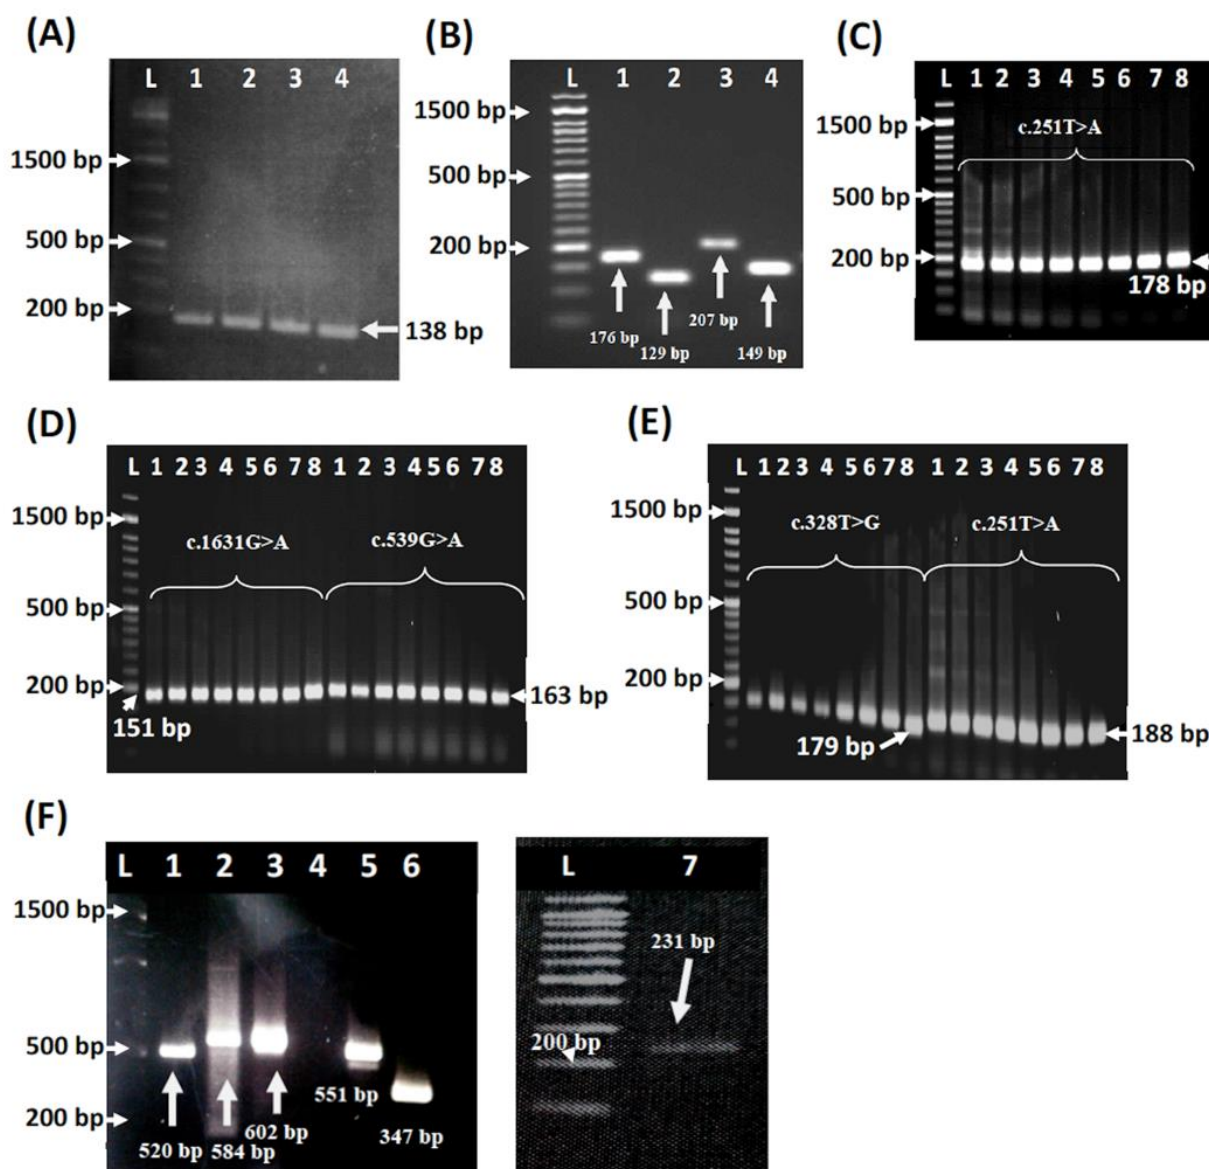 (A)
L 1 2 3 4
1500 bp
500 bp
200 bp
138 bp
(B)
L 1 2 3 4
1500 bp
500 bp
200 bp
176 bp
129 bp
207 bp
149 bp
(C)
L 1 2 3 4 5 6 7 8
1500 bp
c.251T>A
500 bp
200 bp
178 bp
(D)
L 1 2 3 4 5 6 7 8 1 2 3 4 5 6 7 8
1500 bp
c.1631G>A
c.539G>A
500 bp
200 bp
151 bp
163 bp
(E)
L 1 2 3 4 5 6 7 8 1 2 3 4 5 6 7 8
1500 bp
c.328T>G
c.251T>A
500 bp
200 bp
179 bp
188 bp
(F)
L 1 2 3 4 5 6
1500 bp
500 bp
200 bp
520 bp
584 bp
602 bp
551 bp
347 bp
L 7
231 bp
200 bp